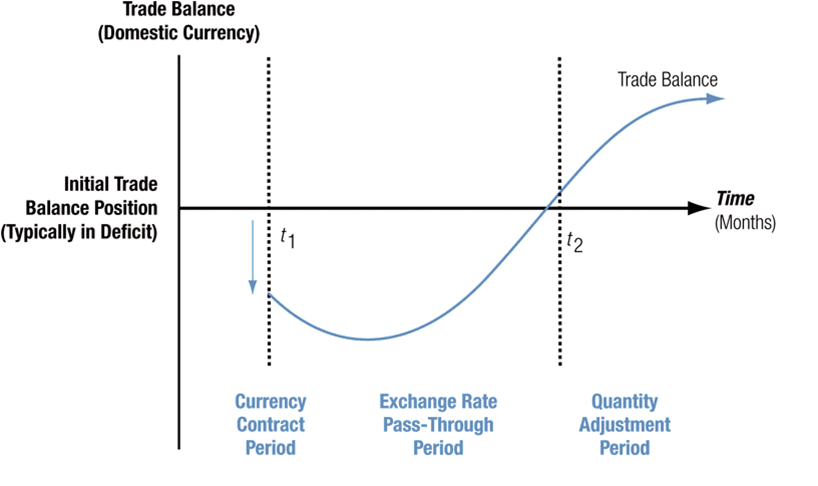 Trade Balance
(Domestic Currency)
Trade Balance
Initial Trade
Balance Position
(Typically in Deficit)
Time
(Months)
t1
t2
Currency
Contract
Period
Exchange Rate
Pass-Through
Period
Quantity
Adjustment
Period